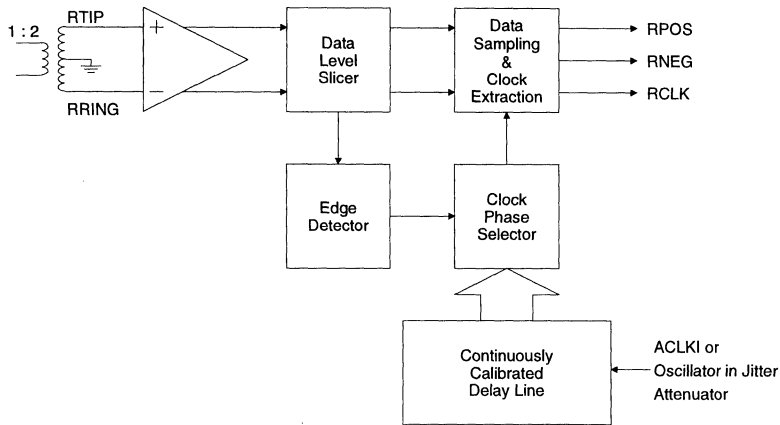 RTIP
1 : 2
+
−
RRING
Data
Level
Slicer
Data
Sampling
&
Clock
Extraction
RPOS
RNEG
RCLK
Edge
Detector
Clock
Phase
Selector
Continuously
Calibrated
Delay Line
ACLKI or
Oscillator in Jitter
Attenuator